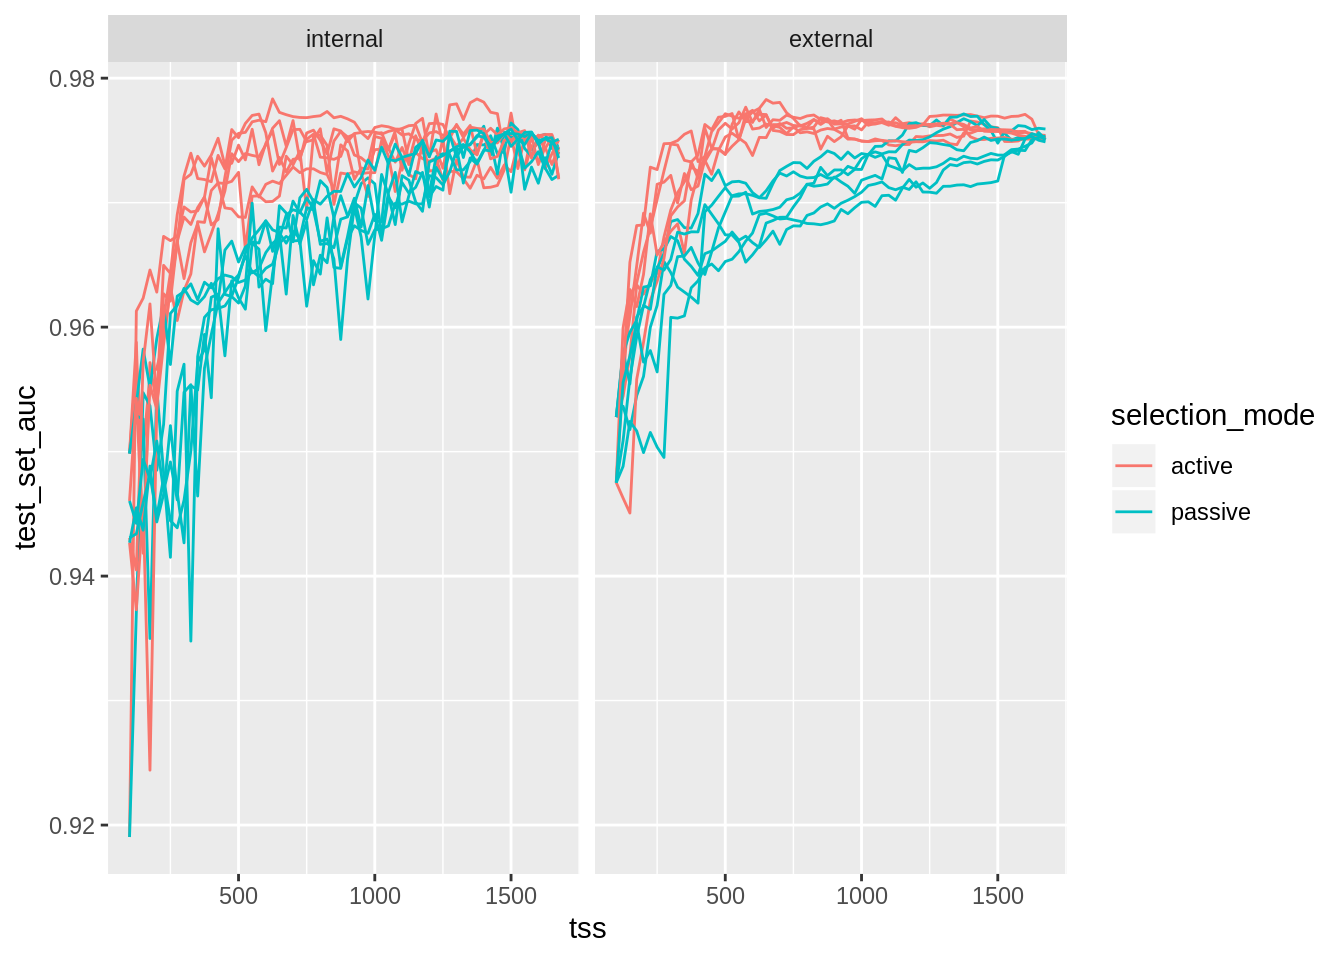 internal
external
0.98
0.96
0.94
0.92
test_set_auc
500
1000
1500
500
1000
1500
tss
selection_mode
active
passive